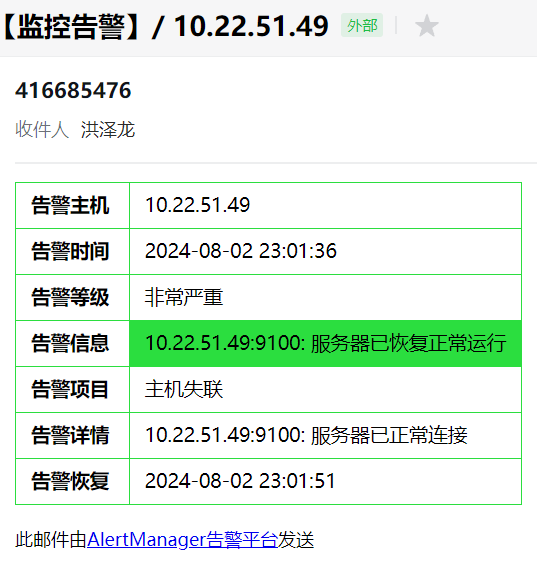 【监控告警】/ 10.22.51.49 外部
416685476
收件人 洪泽龙
告警主机 10.22.51.49
告警时间 2024-08-02 23:01:36
告警等级 非常严重
告警信息 10.22.51.49:9100: 服务器已恢复正常运行
告警项目 主机失联
告警详情 10.22.51.49:9100: 服务器已正常连接
告警恢复 2024-08-02 23:01:51
此邮件由AlertManager告警平台发送